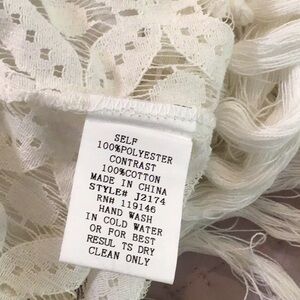 SELF
100%POLYESTER
CONTRAST
100%COTTON
MADE IN CHINA
STYLE# J2174
RN# 119146
HAND WASH
IN COLD WATER
OR FOR BEST
RESUL TS DRY
CLEAN ONLY